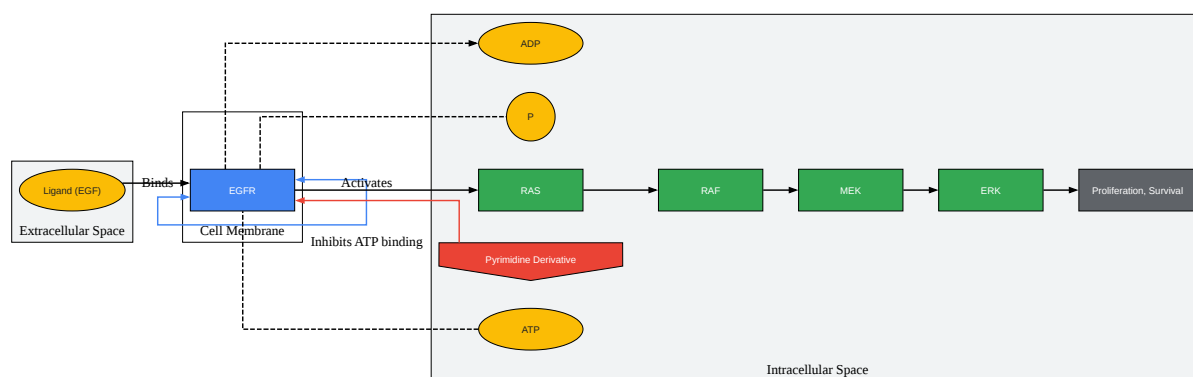 ADP
P
Ligand (EGF)
Binds
EGFR
Activates
RAS
RAF
MEK
ERK
Proliferation, Survival
Extracellular Space
Cell Membrane
Inhibits ATP binding
Pyrimidine Derivative
ATP
Intracellular Space